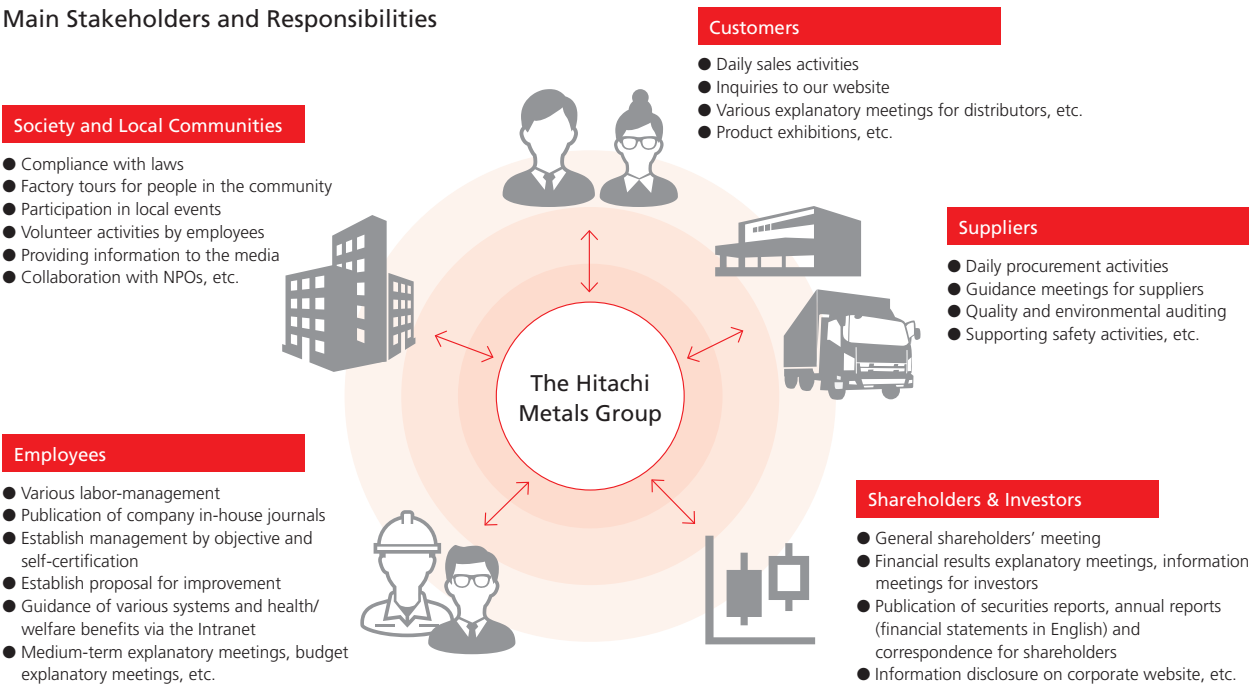 Main Stakeholders and Responsibilities
Customers
● Daily sales activities
● Inquiries to our website
● Various explanatory meetings for distributors, etc.
● Product exhibitions, etc.
Society and Local Communities
● Compliance with laws
● Factory tours for people in the community
● Participation in local events
● Volunteer activities by employees
● Providing information to the media
● Collaboration with NPOs, etc.
Suppliers
● Daily procurement activities
● Guidance meetings for suppliers
● Quality and environmental auditing
● Supporting safety activities, etc.
The Hitachi
Metals Group
Employees
● Various labor-management
● Publication of company in-house journals
● Establish management by objective and
self-certification
● Establish proposal for improvement
● Guidance of various systems and health/
welfare benefits via the Intranet
● Medium-term explanatory meetings, budget
explanatory meetings, etc.
Shareholders & Investors
● General shareholders’ meeting
● Financial results explanatory meetings, information
meetings for investors
● Publication of securities reports, annual reports
(financial statements in English) and
correspondence for shareholders
● Information disclosure on corporate website, etc.